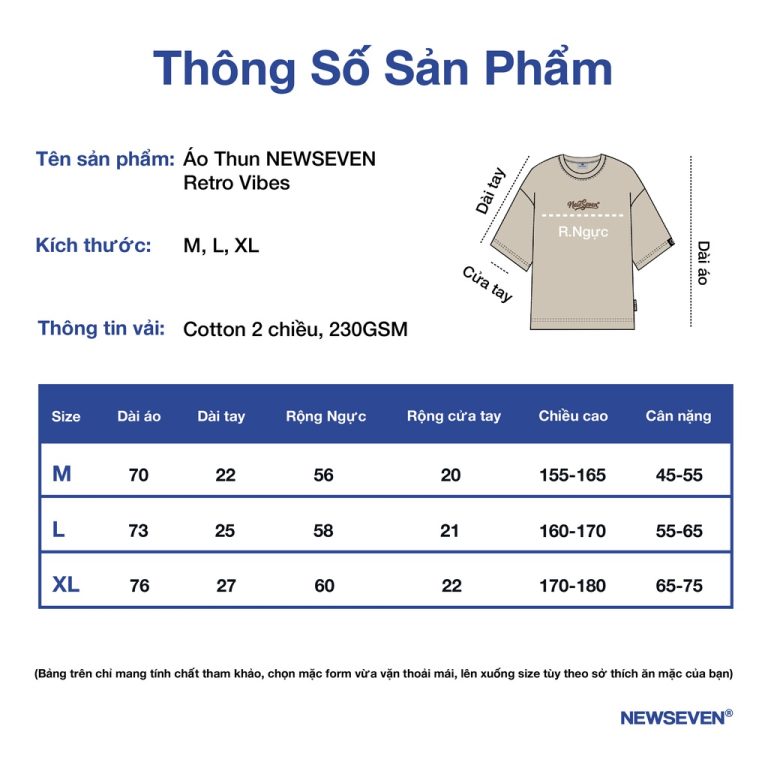 Thông Số Sản Phẩm
Tên sản phẩm: Áo Thun NEWSEVEN
Retro Vibes
Kích thước: M, L, XL
Thông tin vải: Cotton 2 chiều, 230GSM
Dài tay
NewSeven
R.Ngực
Cửa tay
Dài áo
Size Dài áo Dài tay Rộng Ngực Rộng cửa tay Chiều cao Cân nặng
M 70 22 56 20 155-165 45-55
L 73 25 58 21 160-170 55-65
XL 76 27 60 22 170-180 65-75
(Bảng trên chỉ mang tính chất tham khảo, chọn mặc form vừa vặn thoải mái, lên xuống size tùy theo sở thích ăn mặc của bạn)
NEWSEVEN®